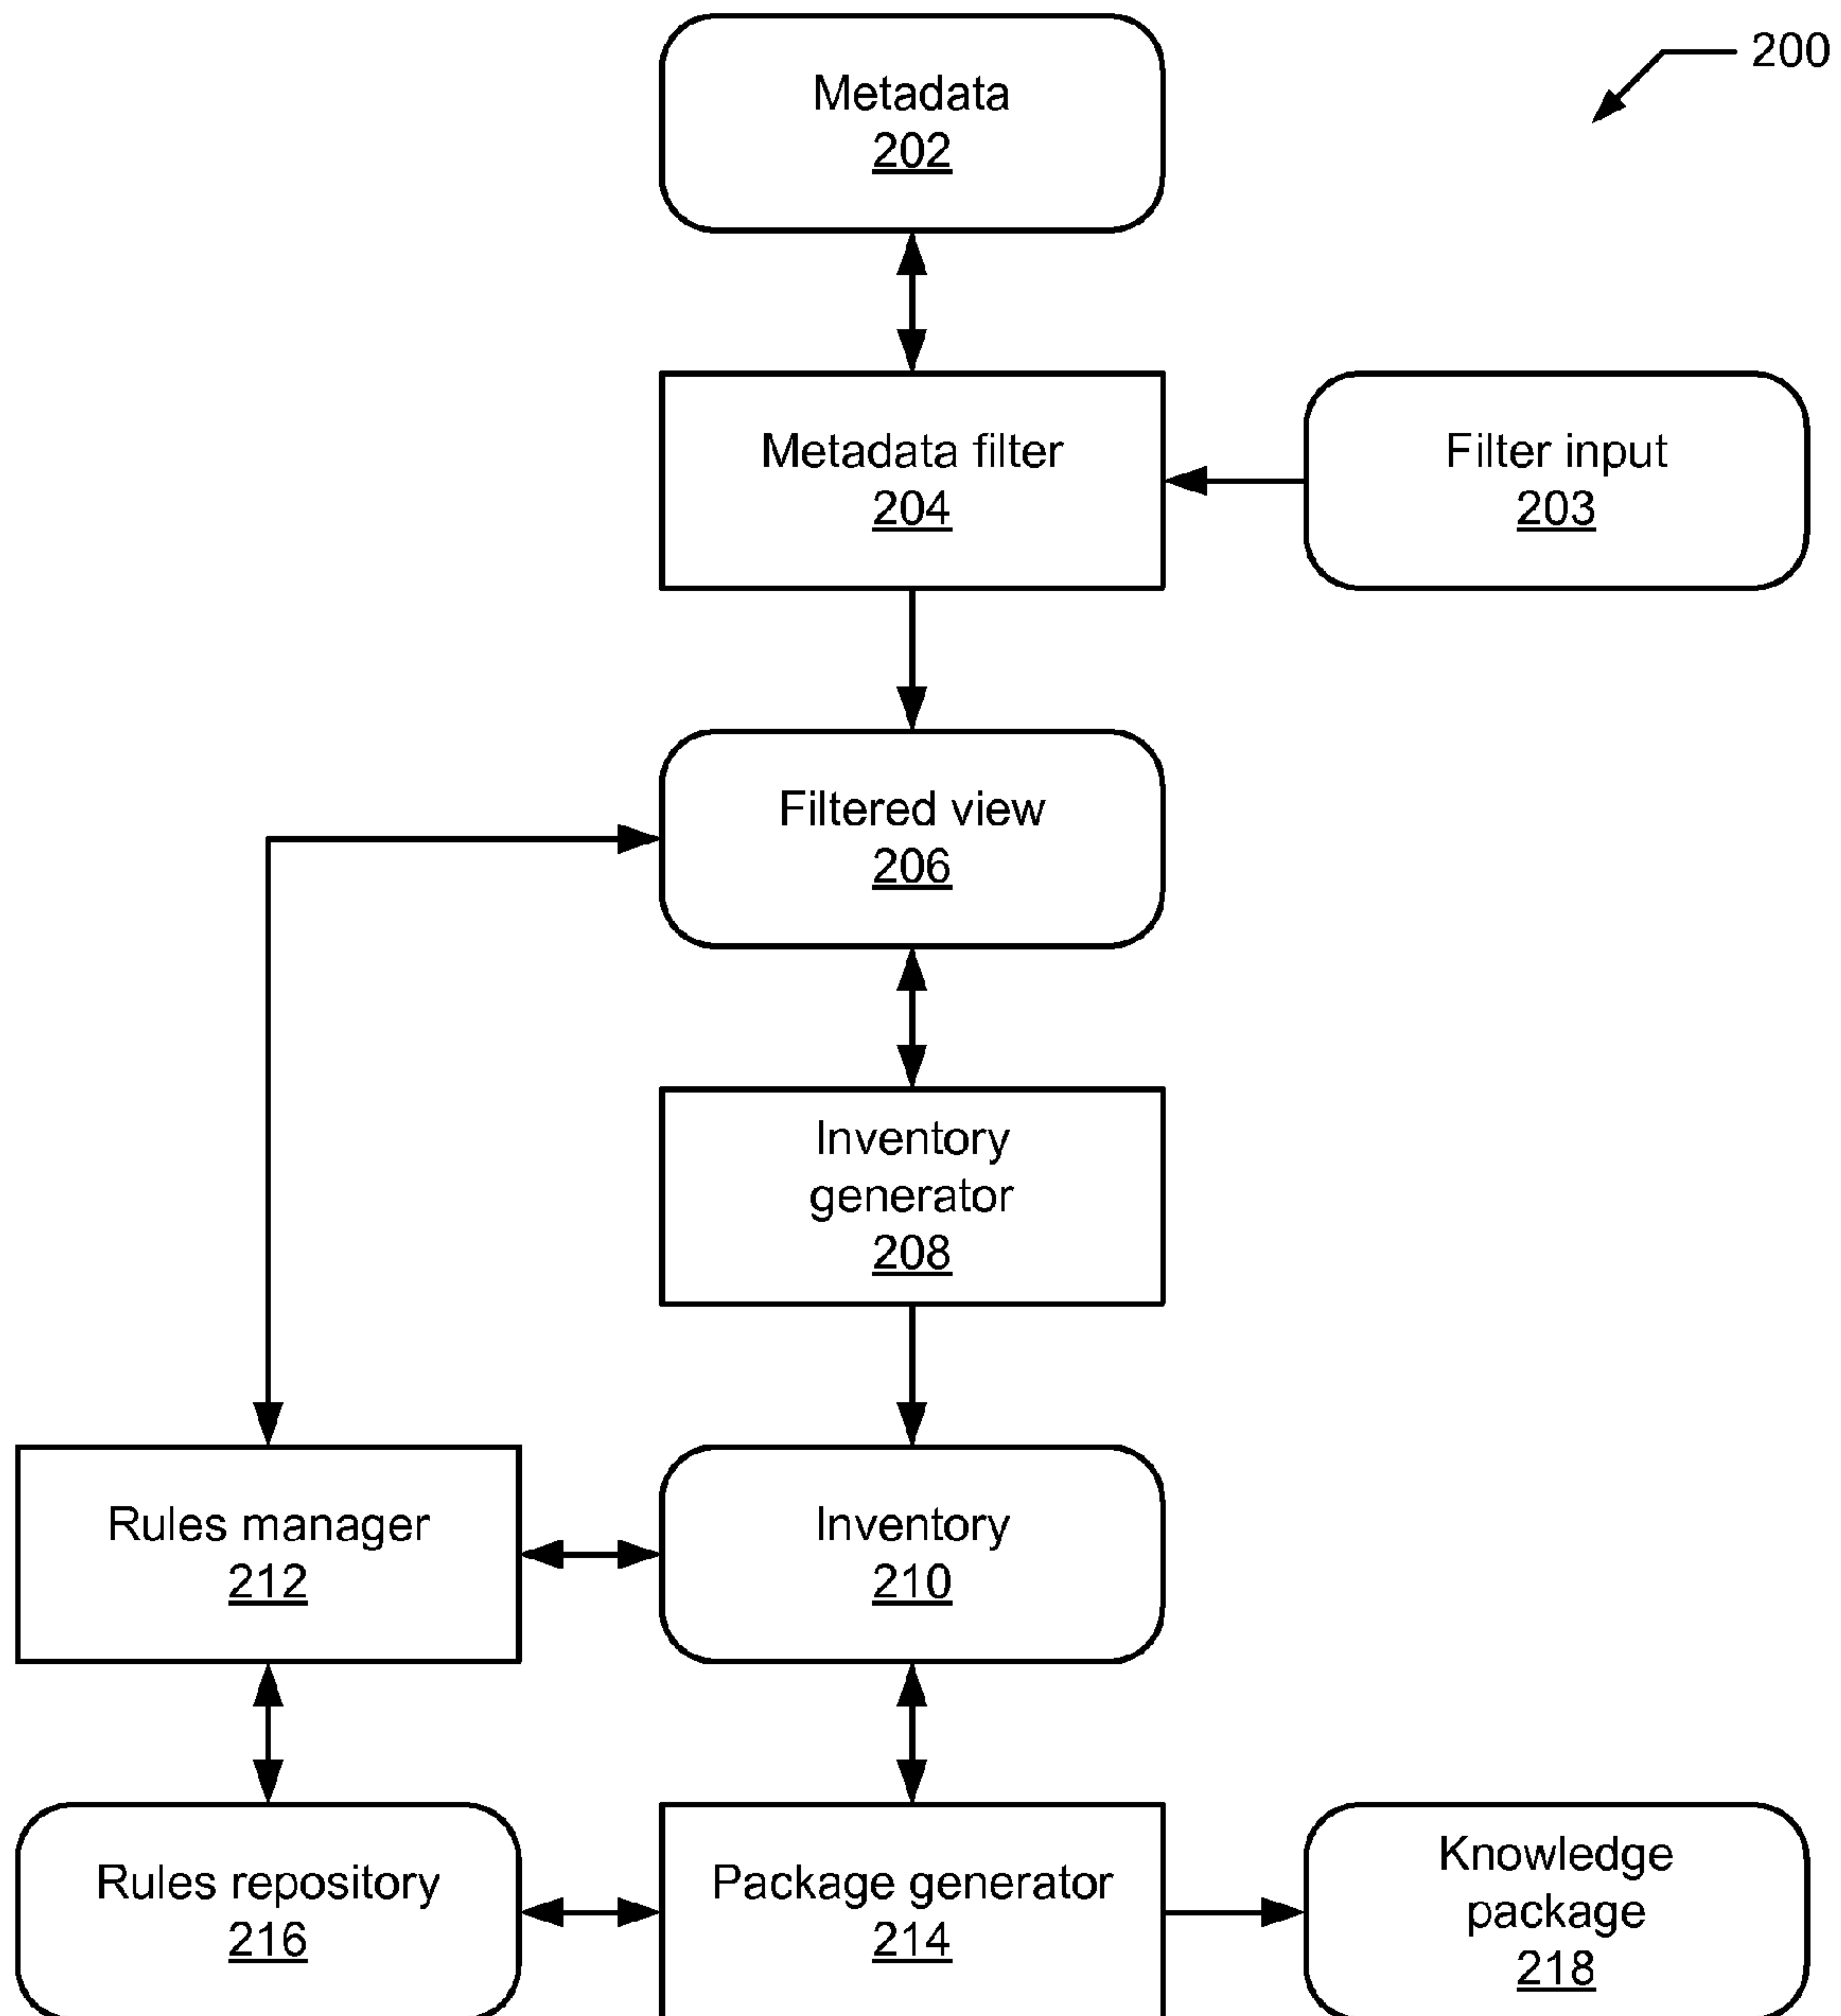 200
Metadata
202
Metadata filter
204
Filter input
203
Filtered view
206
Inventory
generator
208
Rules manager
212
Inventory
210
Rules repository
216
Package generator
214
Knowledge
package
218